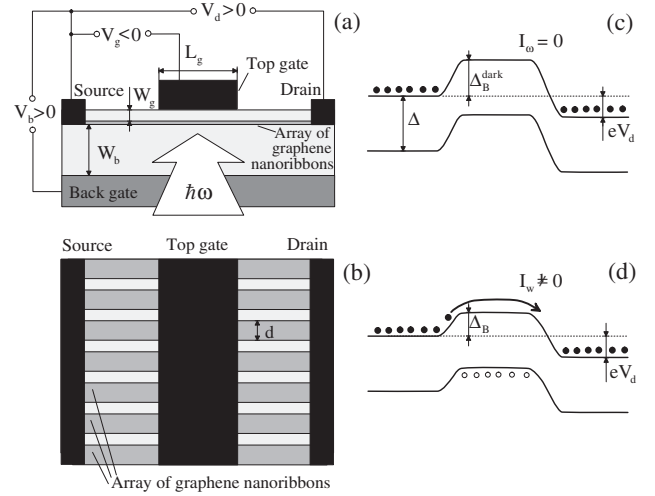 V_d>0
(a)
V_g<0
L_g
Top gate
Source
W_g
Drain
V_b>0
Array of
graphene
nanoribbons
W_b
Back gate
ħω
Source
Top gate
Drain
(b)
d
Array of graphene nanoribbons
(c)
I_ω = 0
Δ_B^dark
Δ
eV_d
(d)
I_w ≠ 0
Δ_B
eV_d